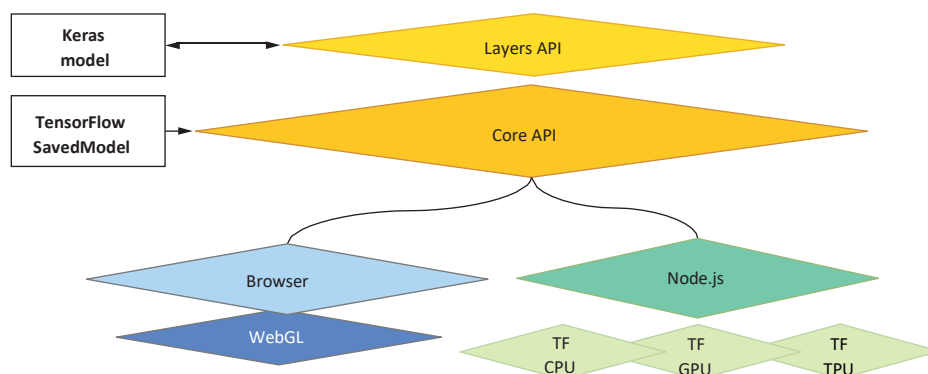 Keras
model
Layers API
TensorFlow
SavedModel
Core API
Browser
Node.js
WebGL
TF
CPU
TF
GPU
TF
TPU